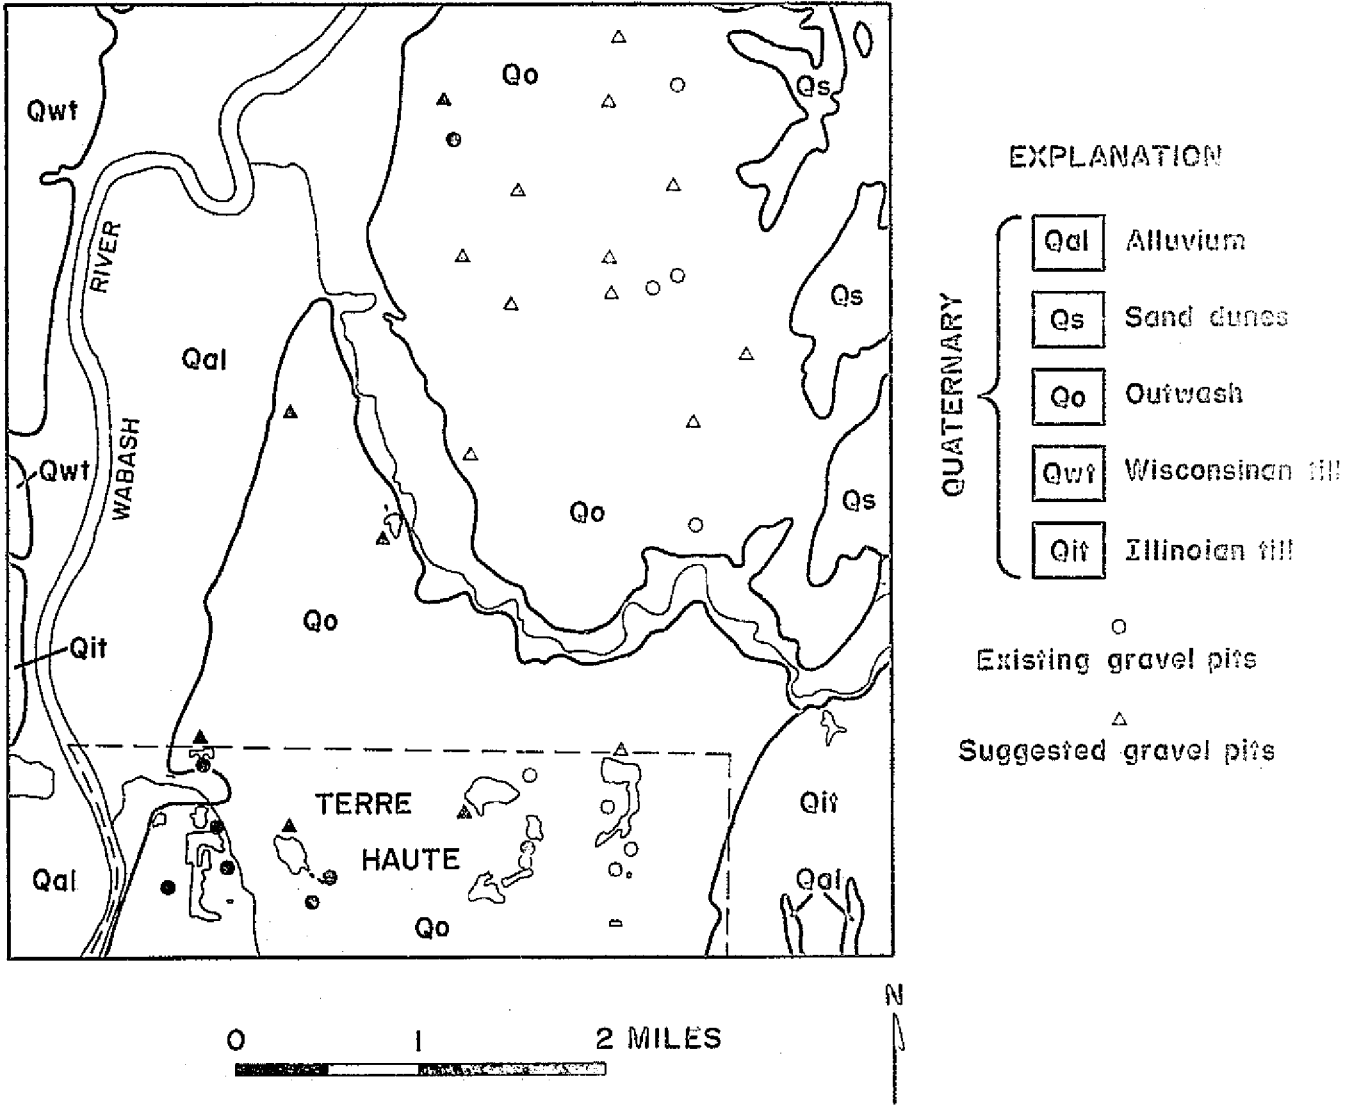 Qo
Qs
Qwt
EXPLANATION
Qal Alluvium
RIVER
Qs
Qs Sand dunes
Qal
QUATERNARY
Qo Outwash
WABASH
Qwt
Qwt Wisconsinan till
Qo
Qs
Qit Illinoian till
Qo
Qit
Existing gravel pits
Suggested gravel pits
TERRE
HAUTE
Qit
Qal
Qal
Qo
N
0 1 2 MILES